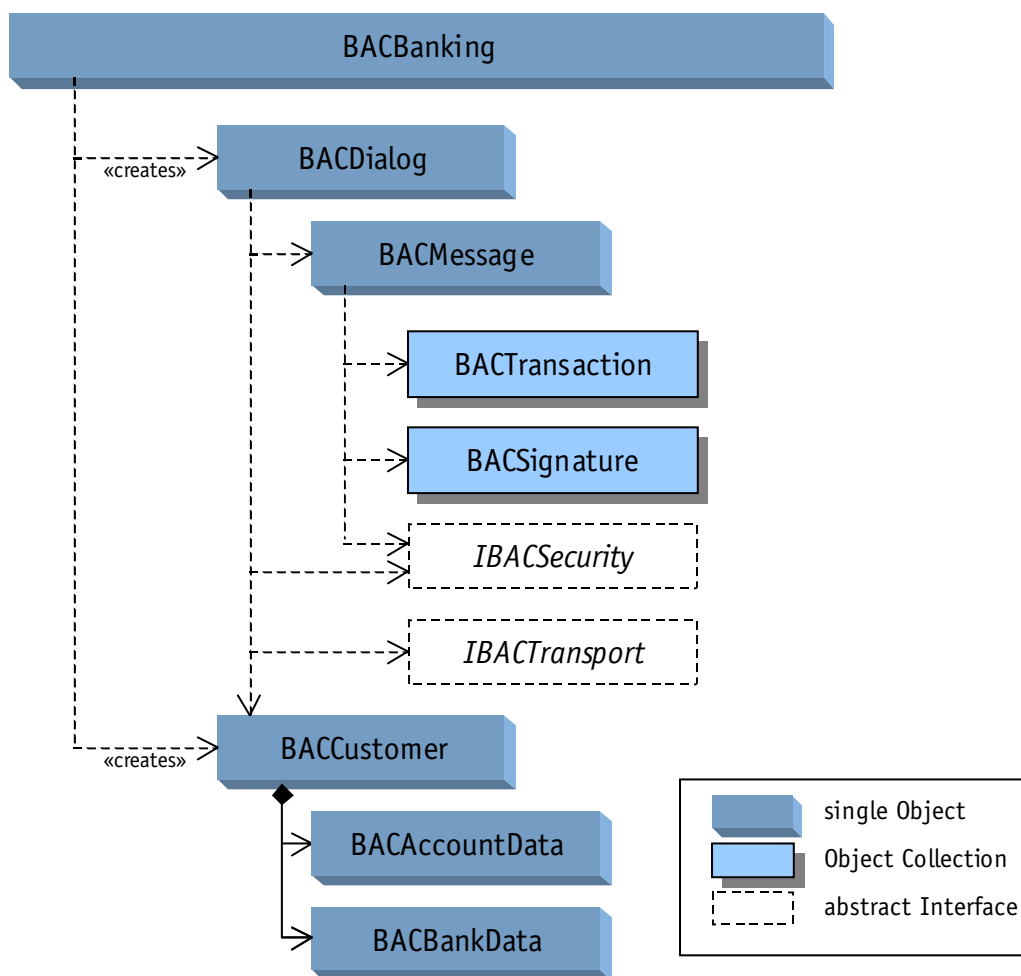 BACBanking
BACDialog
«creates»
BACMessage
BACTransaction
BACSignature
IBACSecurity
IBACTransport
BACCustomer
«creates»
BACAccountData
BACBankData
single Object
Object Collection
abstract Interface